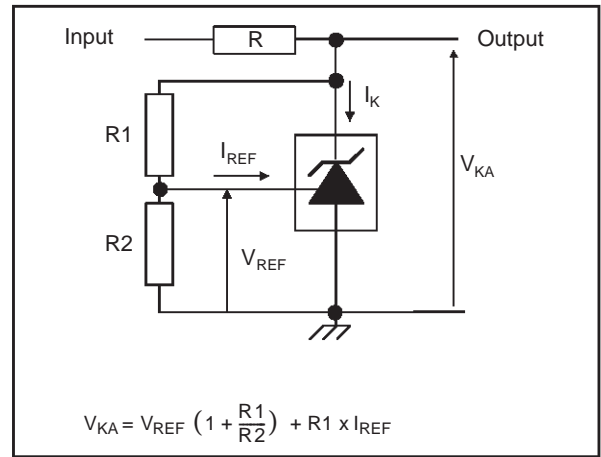 Input R Output
I_K
R1
I_REF
V_KA
R2
V_REF
V_KA = V_REF (1 + R1/R2) + R1 x I_REF